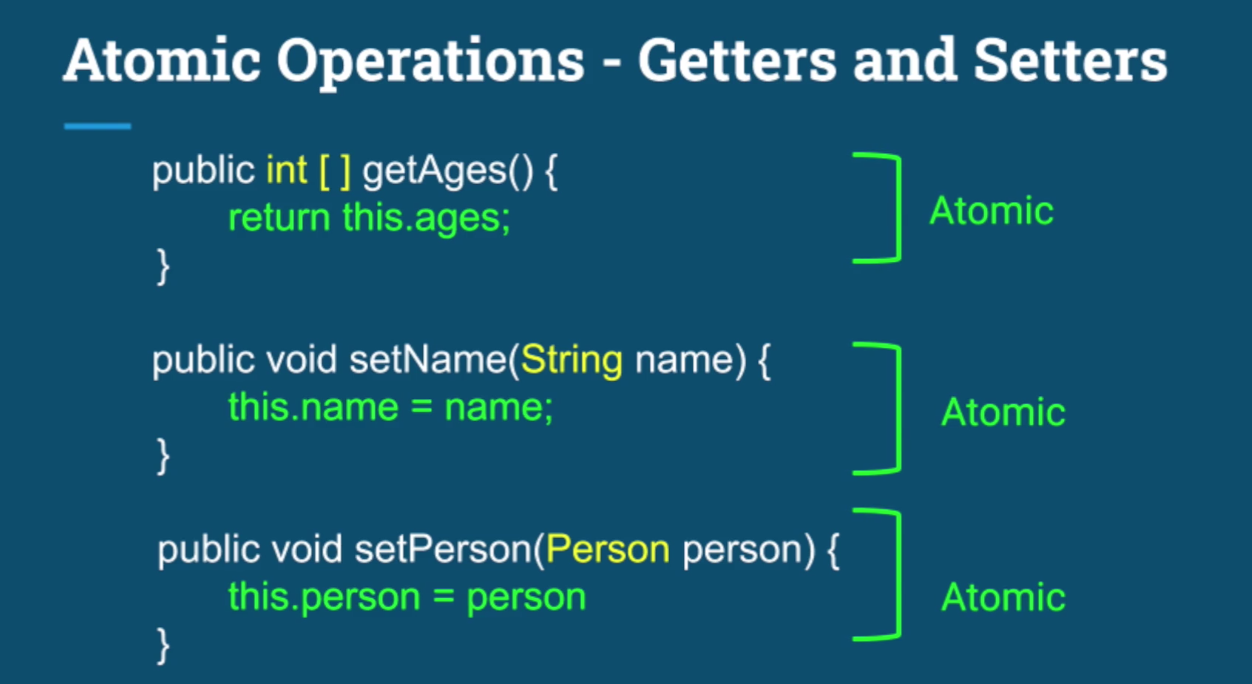 Atomic Operations - Getters and Setters
public int [ ] getAges() {
return this.ages;
}
Atomic
public void setName(String name) {
this.name = name;
}
Atomic
public void setPerson(Person person) {
this.person = person
}
Atomic